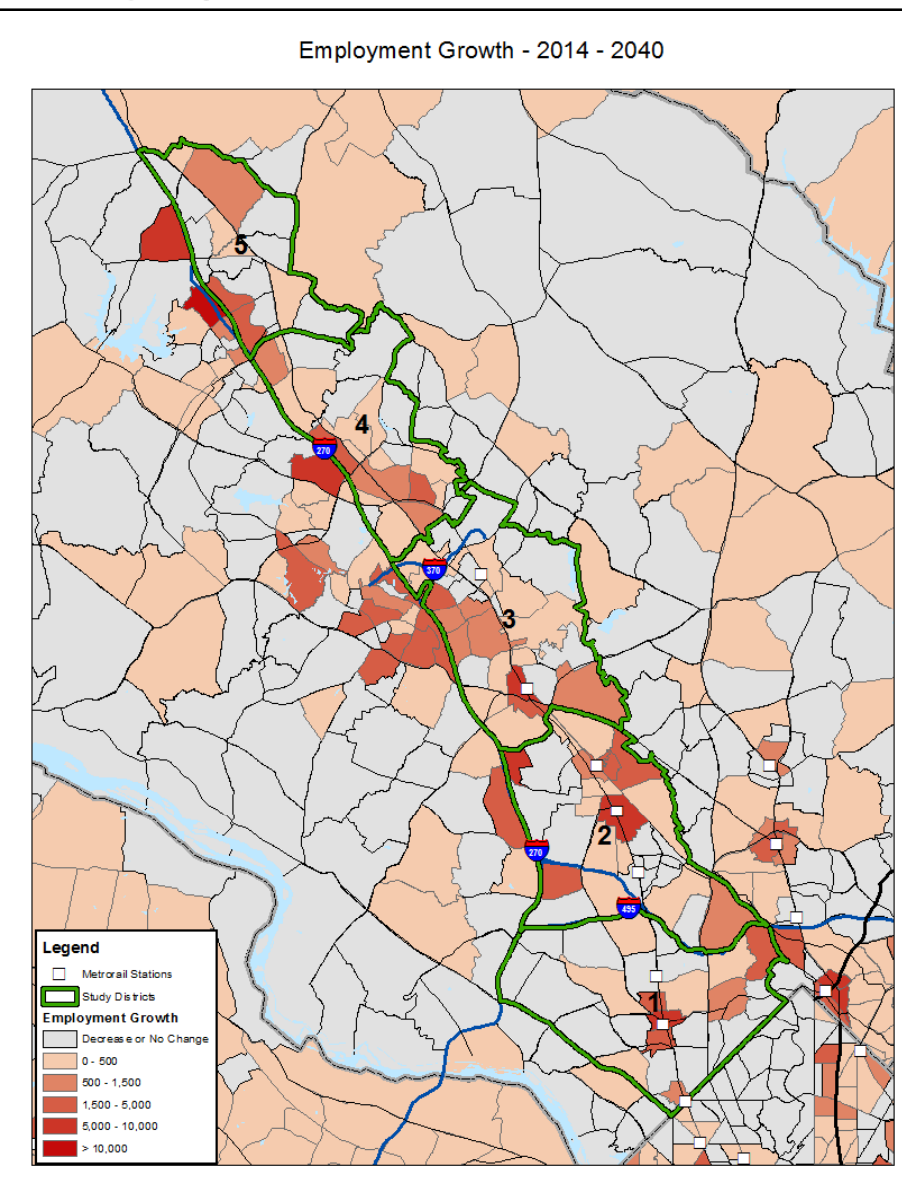 Employment Growth - 2014 - 2040
5
4
270
370
3
2
270
495
1
Legend
Metrorail Stations
Study Districts
Employment Growth
Decrease or No Change
0 - 500
500 - 1,500
1,500 - 5,000
5,000 - 10,000
> 10,000